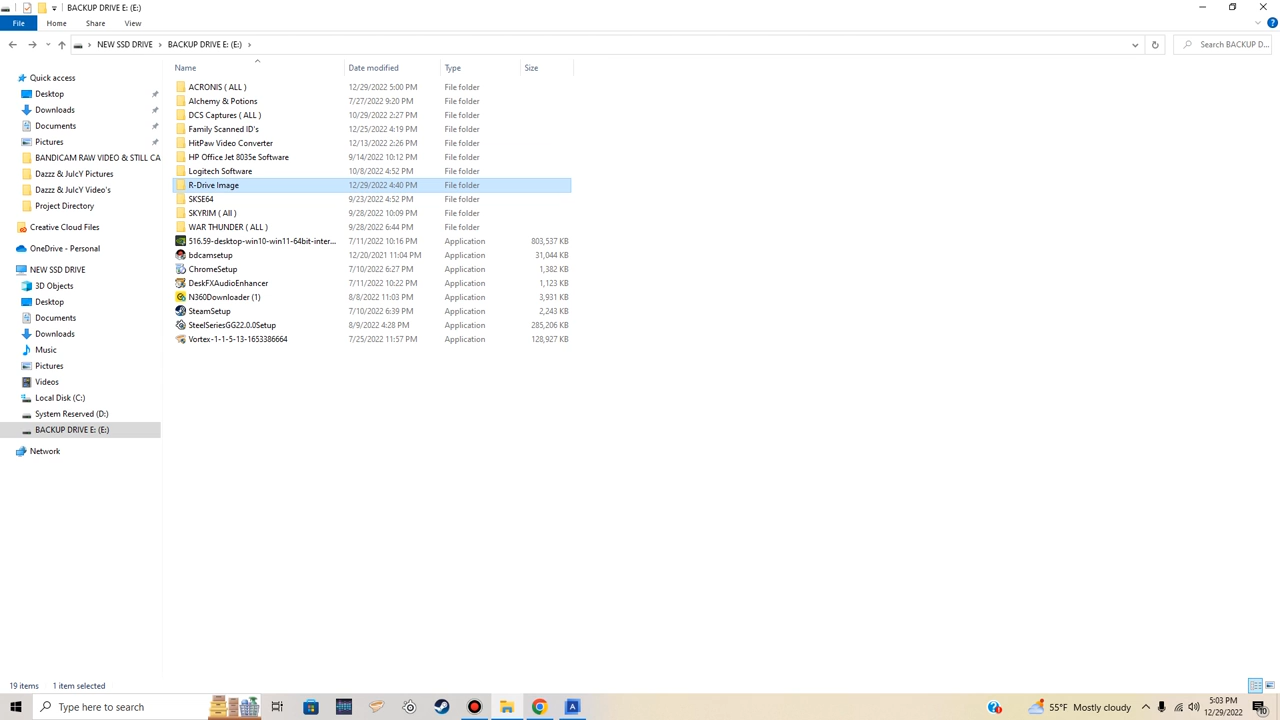 BACKUP DRIVE E: (E:)
File Home Share View
NEW SSD DRIVE BACKUP DRIVE E: (E:) Search BACKUP D...
Name Date modified Type Size
Quick access
Desktop
Downloads
Documents
Pictures
BANDICAM RAW VIDEO & STILL CA
Dazzz & JuIcY Pictures
Dazzz & JuIcY Video's
Project Directory
Creative Cloud Files
OneDrive - Personal
NEW SSD DRIVE
3D Objects
Desktop
Documents
Downloads
Music
Pictures
Videos
Local Disk (C:)
System Reserved (D:)
BACKUP DRIVE E: (E:)
Network
ACRONIS ( ALL ) 12/29/2022 5:00 PM File folder
Alchemy & Potions 7/27/2022 9:20 PM File folder
DCS Captures ( ALL ) 10/29/2022 2:27 PM File folder
Family Scanned ID's 12/25/2022 4:19 PM File folder
HitPaw Video Converter 12/13/2022 2:26 PM File folder
HP Office Jet 8035e Software 9/14/2022 10:12 PM File folder
Logitech Software 10/8/2022 4:52 PM File folder
R-Drive Image 12/29/2022 4:40 PM File folder
SKSE64 9/23/2022 4:52 PM File folder
SKYRIM ( All ) 9/28/2022 10:09 PM File folder
WAR THUNDER ( ALL ) 9/28/2022 6:44 PM File folder
516.59-desktop-win10-win11-64bit-inter... 7/11/2022 10:16 PM Application 803,537 KB
bdcamsetup 12/20/2021 11:04 PM Application 31,044 KB
ChromeSetup 7/10/2022 6:27 PM Application 1,382 KB
DeskFXAudioEnhancer 7/11/2022 10:22 PM Application 1,123 KB
N360Downloader (1) 8/8/2022 11:03 PM Application 3,931 KB
SteamSetup 7/10/2022 6:39 PM Application 2,243 KB
SteelSeriesGG22.0.0Setup 8/9/2022 4:28 PM Application 285,206 KB
Vortex-1-1-5-13-1653386664 7/25/2022 11:57 PM Application 128,927 KB
19 items 1 item selected
Type here to search
55°F Mostly cloudy
5:03 PM
12/29/2022
10